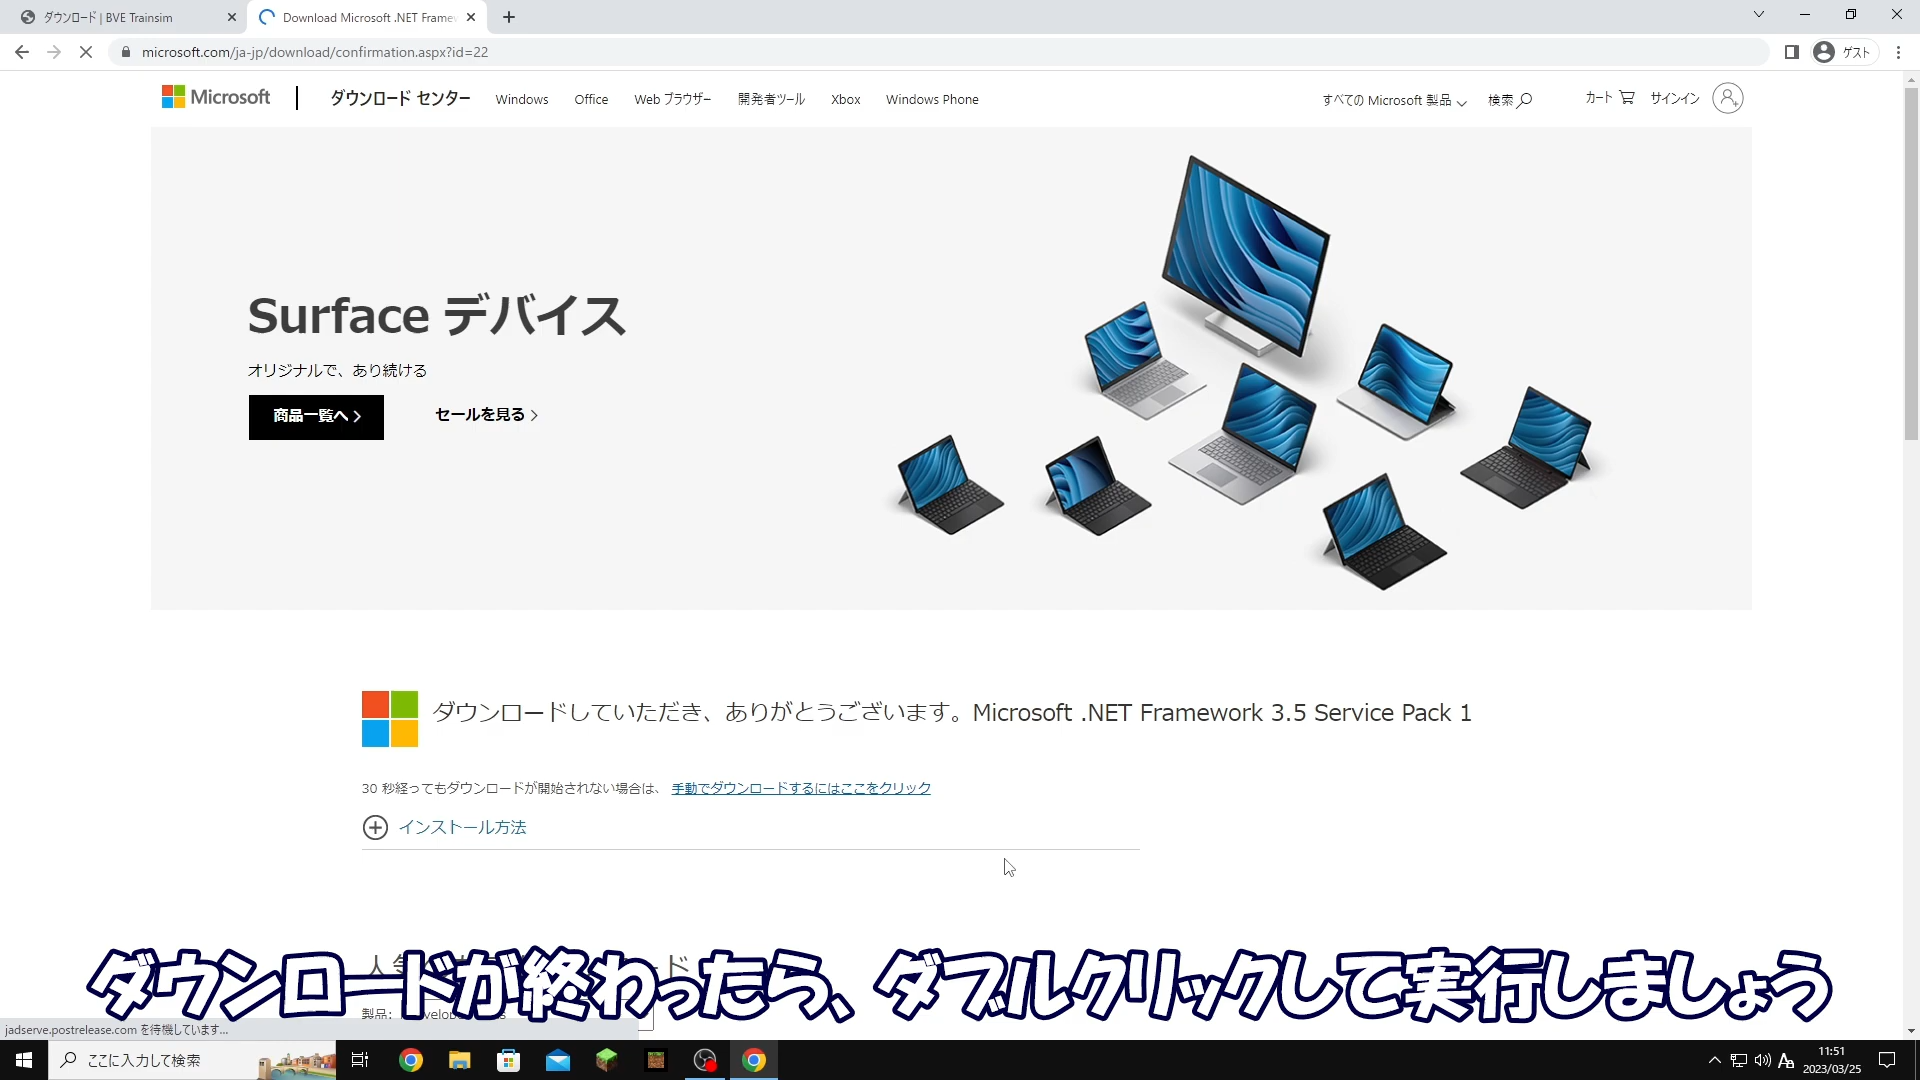 ダウンロード | BVE Trainsim
Download Microsoft .NET Framew
microsoft.com/ja-jp/download/confirmation.aspx?id=22
ゲスト
Microsoft
ダウンロード センター
Windows
Office
Web ブラウザー
開発者ツール
Xbox
Windows Phone
すべての Microsoft 製品
検索
カート
サインイン
Surface デバイス
オリジナルで、あり続ける
商品一覧へ
セールを見る
ダウンロードしていただき、ありがとうございます。Microsoft .NET Framework 3.5 Service Pack 1
30 秒経ってもダウンロードが開始されない場合は、 手動でダウンロードするにはここをクリック
インストール方法
ダウンロードが終わったら、ダブルクリックして実行しましょう
製品:
jadserve.postrelease.com を待機しています...
ここに入力して検索
11:51
2023/03/25